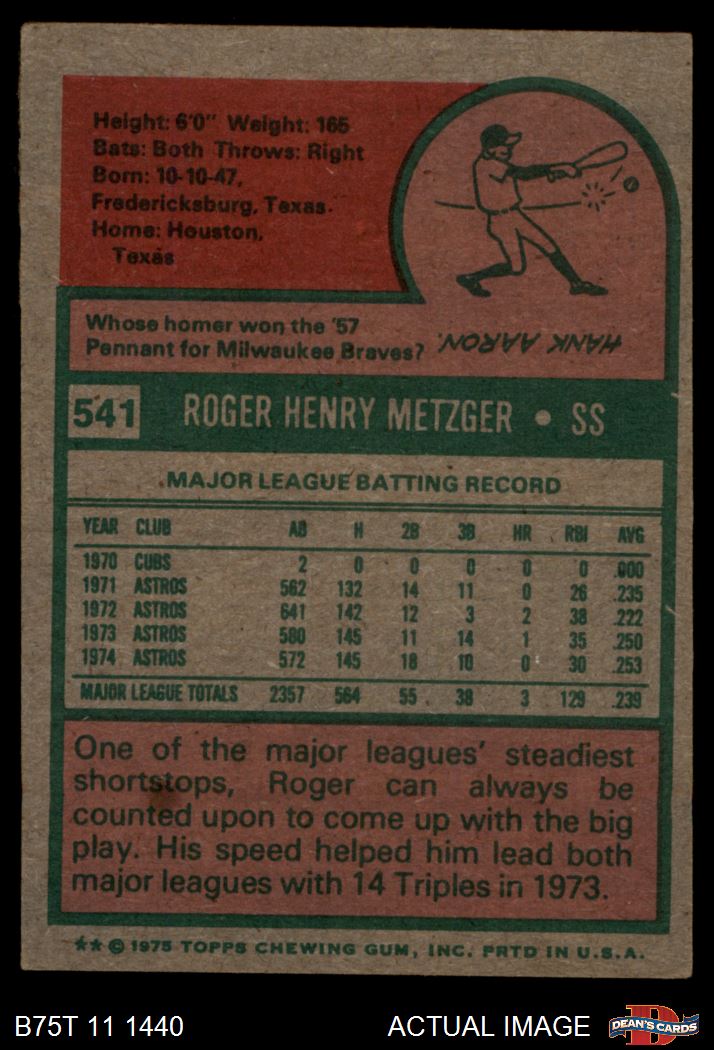 Height: 6'0" Weight: 165
Bats: Both Throws: Right
Born: 10-10-47,
Fredericksburg, Texas.
Home: Houston,
Texas
Whose homer won the '57
Pennant for Milwaukee Braves?
HANK AARON.
541 ROGER HENRY METZGER • SS
MAJOR LEAGUE BATTING RECORD
YEAR CLUB AB H 2B 3B HR RBI AVG
1970 CUBS 2 0 0 0 0 0 .000
1971 ASTROS 562 132 14 11 0 26 .235
1972 ASTROS 641 142 12 3 2 38 .222
1973 ASTROS 580 145 11 14 1 35 .250
1974 ASTROS 572 145 18 10 0 30 .253
MAJOR LEAGUE TOTALS 2357 564 55 38 3 129 .239
One of the major leagues' steadiest
shortstops, Roger can always be
counted upon to come up with the big
play. His speed helped him lead both
major leagues with 14 Triples in 1973.
** © 1975 TOPPS CHEWING GUM, INC. PRTD IN U.S.A.
B75T 11 1440 ACTUAL IMAGE
D
DEAN'S CARDS